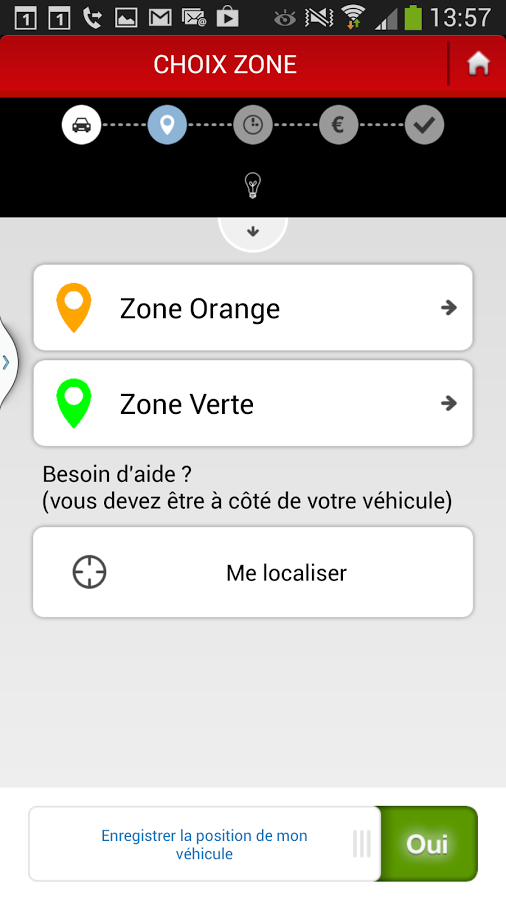 1 1 13:57
CHOIX ZONE
€
Zone Orange
Zone Verte
Besoin d'aide ?
(vous devez être à côté de votre véhicule)
Me localiser
Enregistrer la position de mon
véhicule
Oui